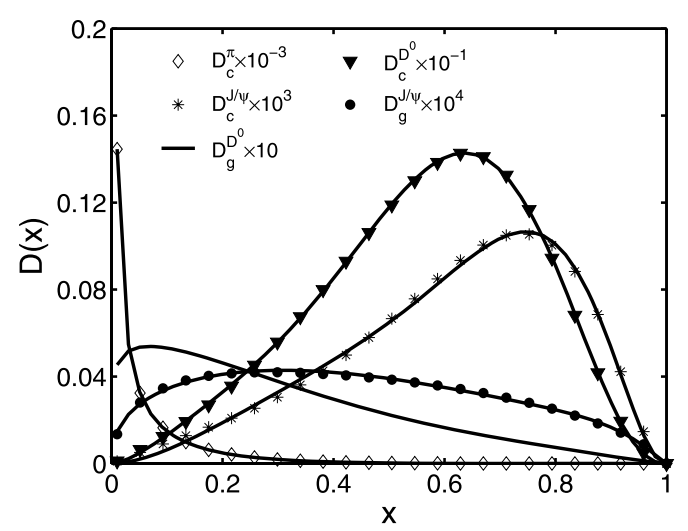 0.2
0.16
0.12
0.08
0.04
0
D(x)
D_c^π×10^−3
D_c^{D^0}×10^−1
D_c^{J/ψ}×10^3
D_g^{J/ψ}×10^4
D_g^{D^0}×10
0 0.2 0.4 0.6 0.8 1
x